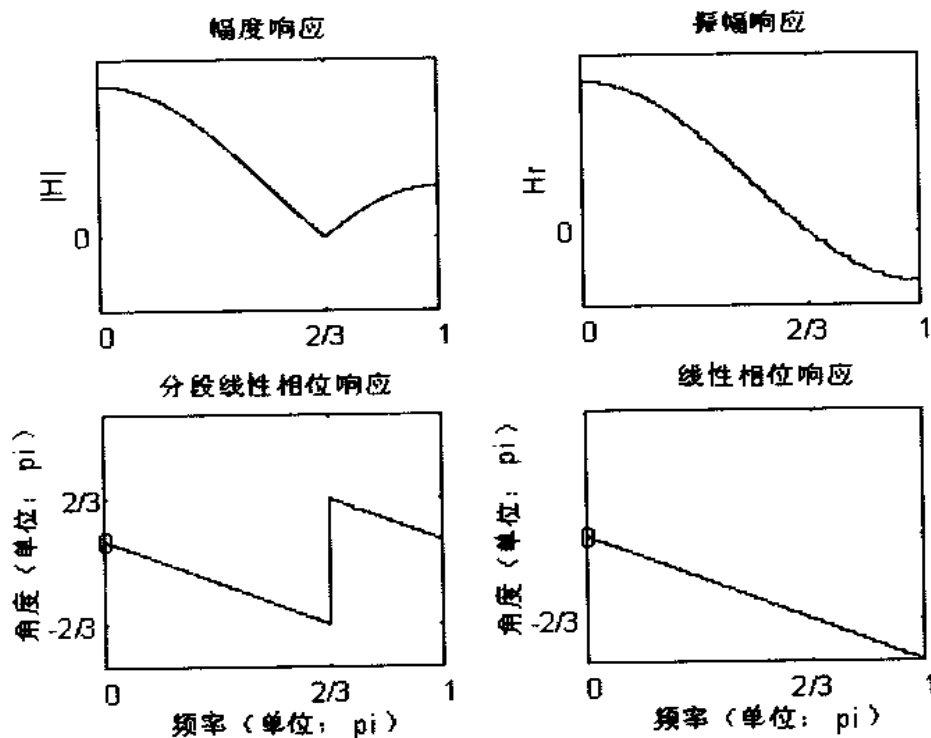 幅度响应
|H|
0
0
2/3
1
振幅响应
Hr
0
0
2/3
1
分段线性相位响应
角度（单位：pi）
2/3
0
-2/3
0
2/3
1
频率（单位：pi）
线性相位响应
角度（单位：pi）
0
-2/3
0
2/3
1
频率（单位：pi）